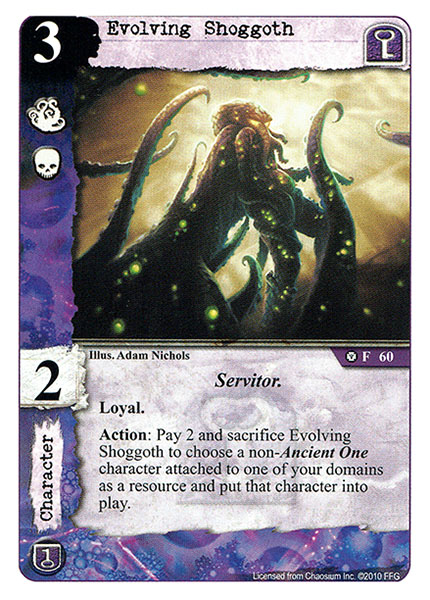 3
Evolving Shoggoth
Illus. Adam Nichols
F 60
2
Servitor.
Loyal.
Action: Pay 2 and sacrifice Evolving
Shoggoth to choose a non-Ancient One
character attached to one of your domains
as a resource and put that character into
play.
Character
1
Licensed from Chaosium Inc. ©2010 FFG